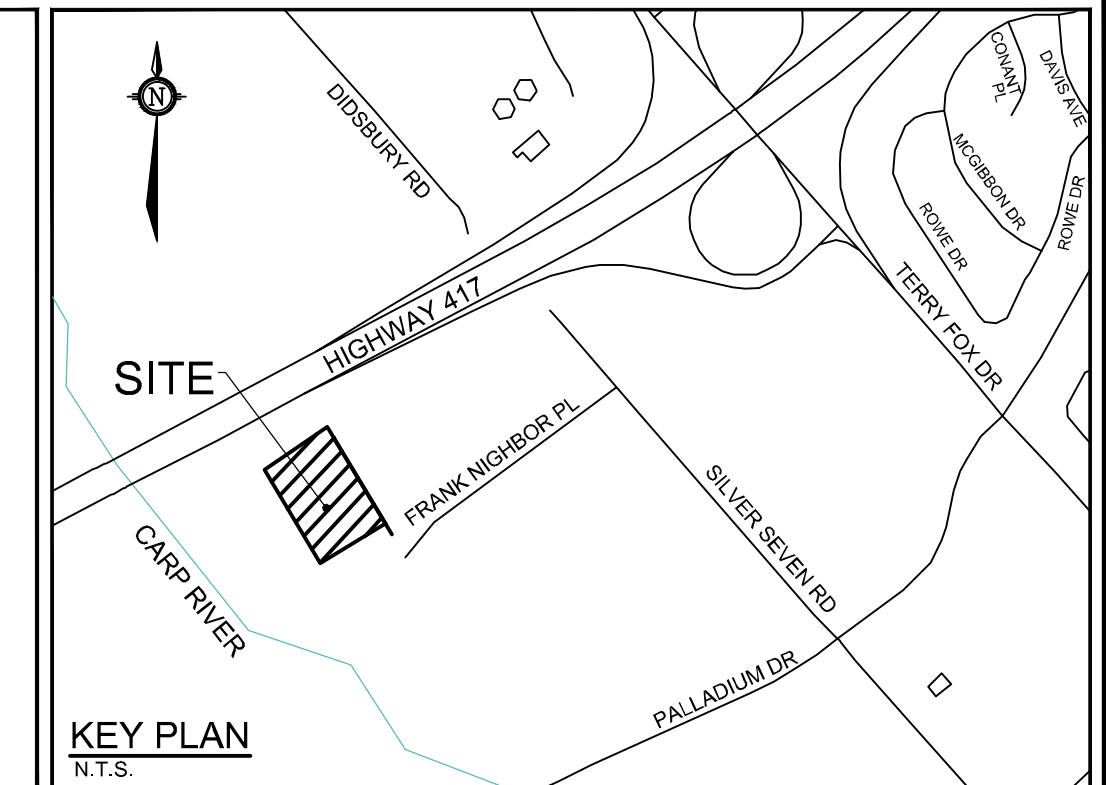 N
DIDSBURY RD
CONANT
PL
DAVIS AVE
MCGIBBON DR
ROWE DR
ROWE DR
TERRY FOX DR
HIGHWAY 417
SITE
FRANK NIGHBOR PL
SILVER SEVEN RD
CARP RIVER
PALLADIUM DR
KEY PLAN
N.T.S.